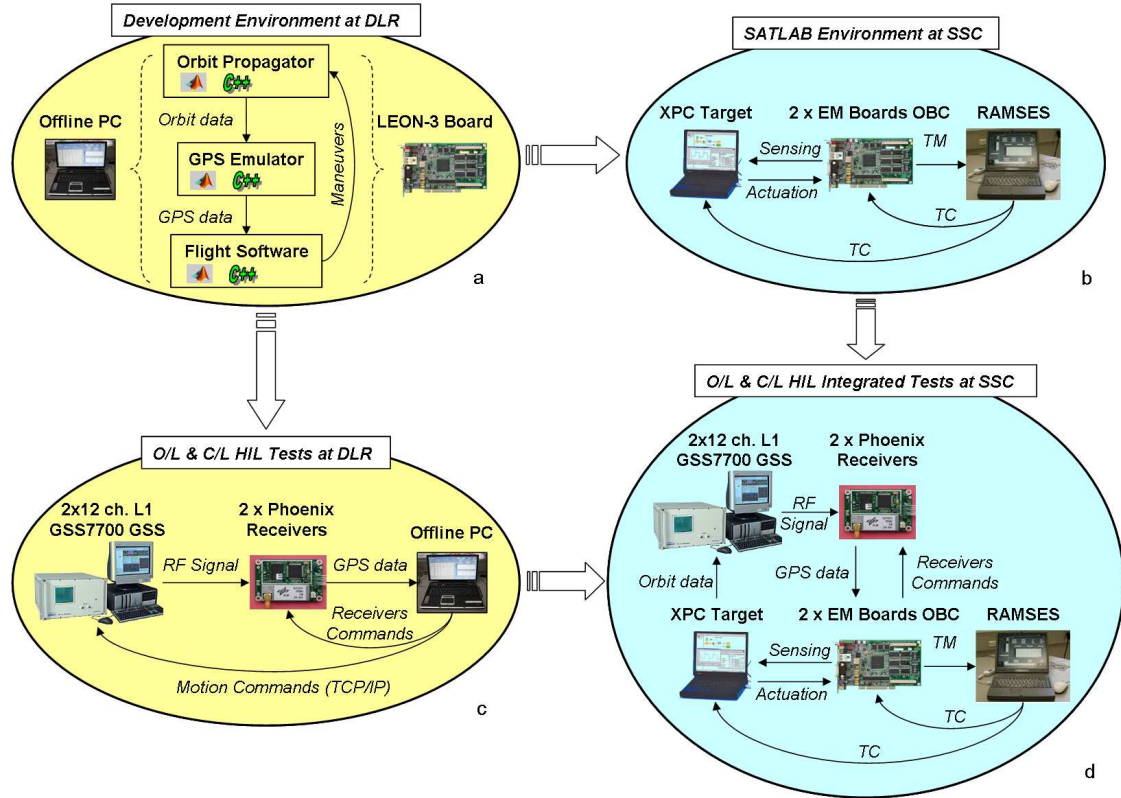 Development Environment at DLR
Orbit Propagator
C++
Orbit data
Offline PC
LEON-3 Board
GPS Emulator
C++
Maneuvers
GPS data
Flight Software
C++
a
SATLAB Environment at SSC
XPC Target
2 x EM Boards OBC
RAMSES
Sensing
TM
Actuation
TC
TC
b
O/L & C/L HIL Tests at DLR
2x12 ch. L1
GSS7700 GSS
2 x Phoenix
Receivers
Offline PC
RF Signal
GPS data
Receivers
Commands
Motion Commands (TCP/IP)
c
O/L & C/L HIL Integrated Tests at SSC
2x12 ch. L1
GSS7700 GSS
2 x Phoenix
Receivers
RF
Signal
Orbit data
GPS data
Receivers
Commands
XPC Target
2 x EM Boards OBC
RAMSES
Sensing
TM
Actuation
TC
TC
d